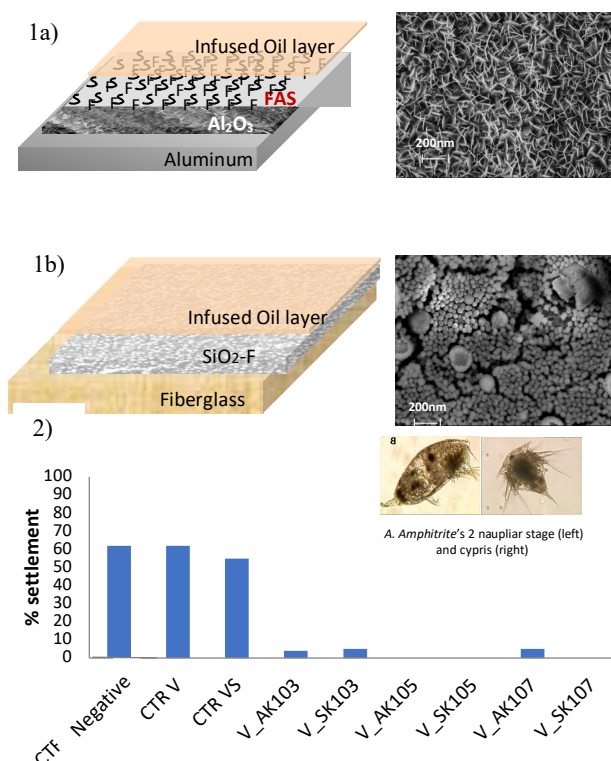 1a)
Infused Oil layer
FAS
Al₂O₃
Aluminum
200nm
1b)
Infused Oil layer
SiO₂-F
Fiberglass
200nm
2)
B
A. Amphitrite's 2 naupliar stage (left)
and cypris (right)
% settlement
100
90
80
70
60
50
40
30
20
10
0
CTF Negative
CTR V
CTR VS
V_AK103
V_SK103
V_AK105
V_SK105
V_AK107
V_SK107